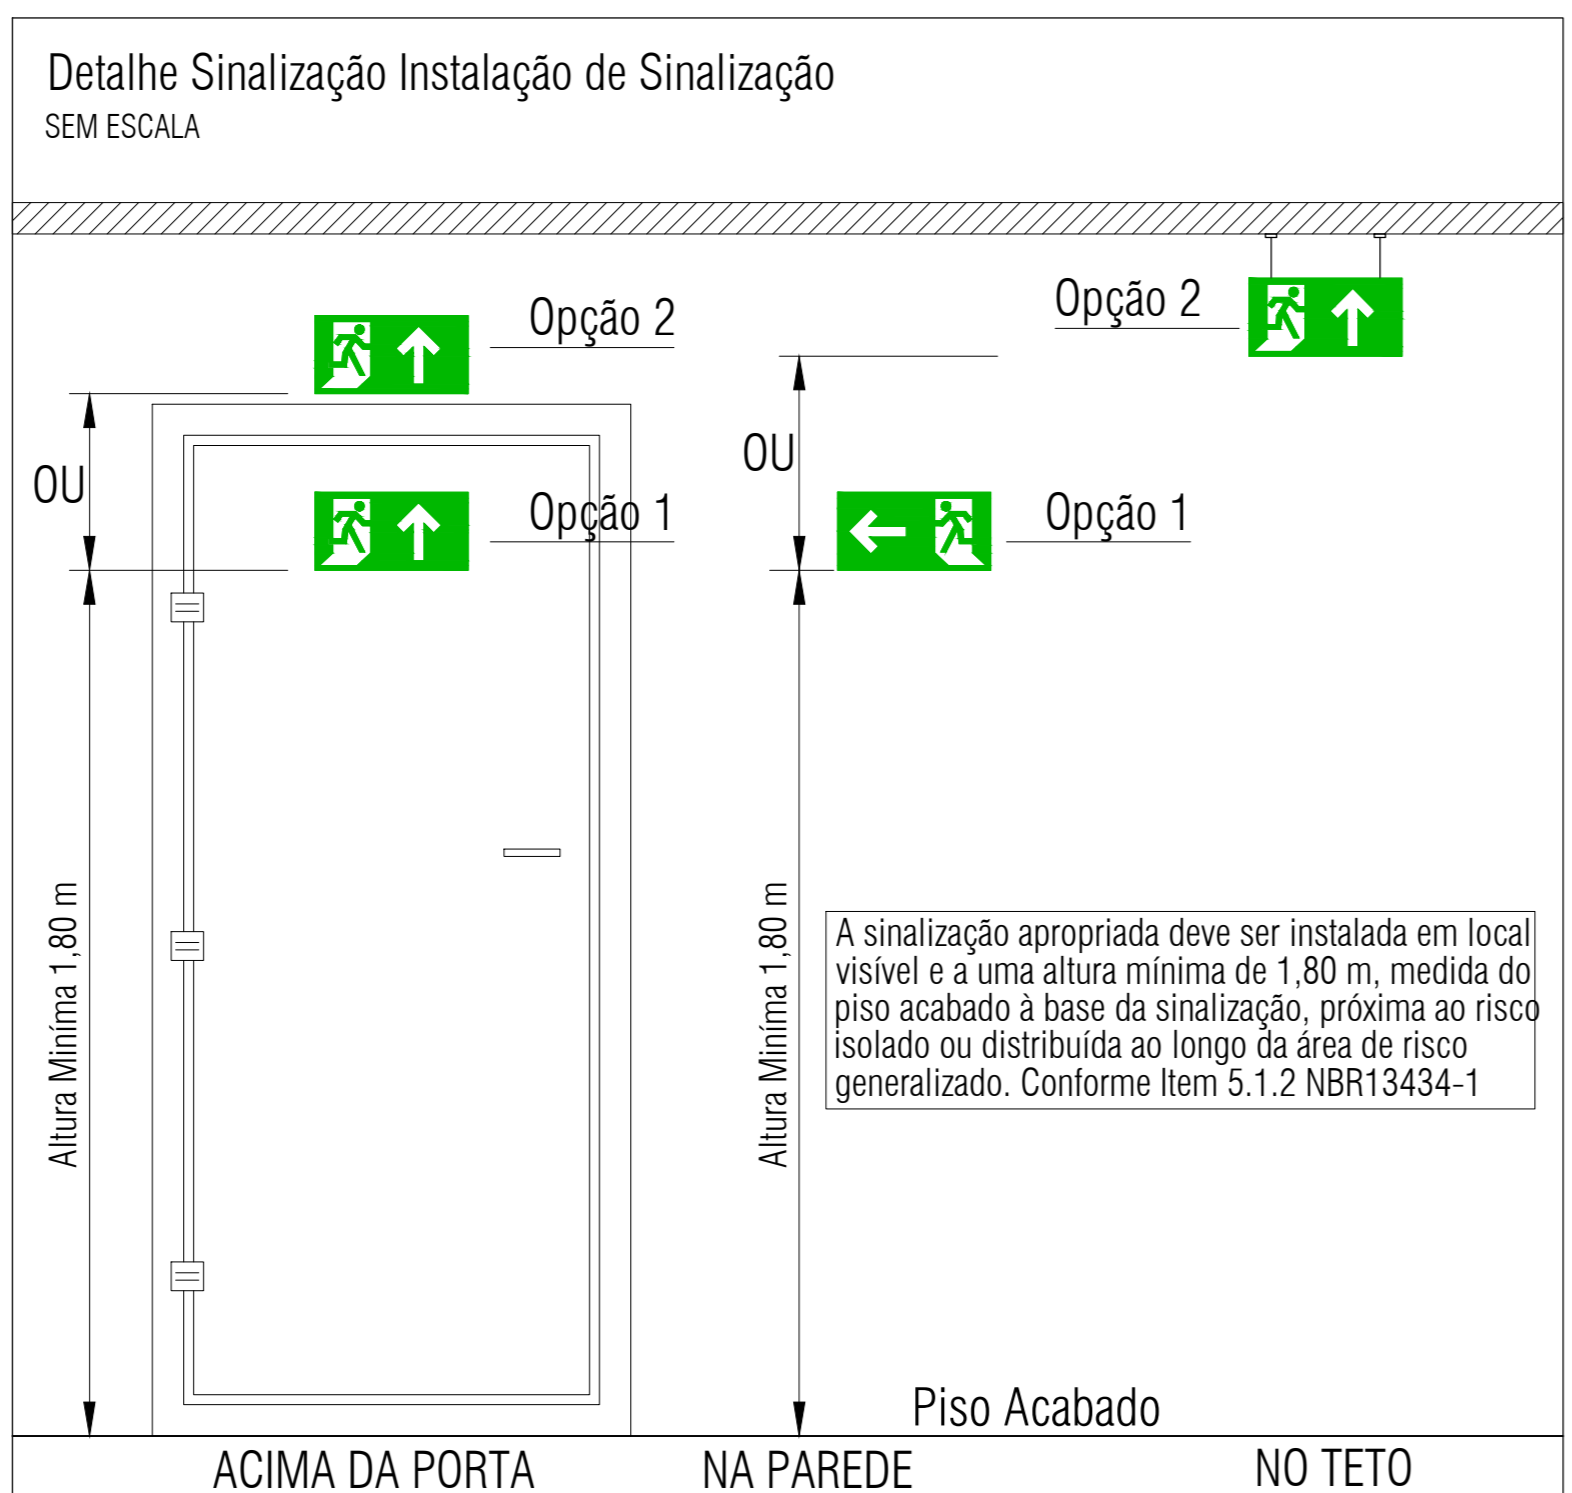 Detalhe Sinalização Instalação de Sinalização
SEM ESCALA
Opção 2
Opção 2
OU
OU
Opção 1
Opção 1
Altura Miníma 1,80 m
Altura Miníma 1,80 m
A sinalização apropriada deve ser instalada em local
visível e a uma altura mínima de 1,80 m, medida do
piso acabado à base da sinalização, próxima ao risco
isolado ou distribuída ao longo da área de risco
generalizado. Conforme Item 5.1.2 NBR13434-1
Piso Acabado
ACIMA DA PORTA
NA PAREDE
NO TETO